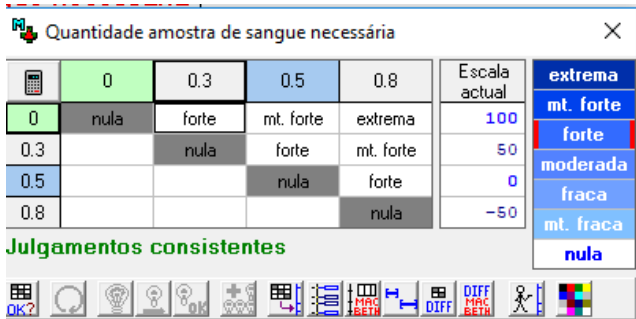 Quantidade amostra de sangue necessária
0 0.3 0.5 0.8 Escala actual
0 nula forte mt. forte extrema 100
0.3 nula forte mt. forte 50
0.5 nula forte 0
0.8 nula -50
extrema
mt. forte
forte
moderada
fraca
mt. fraca
nula
Julgamentos consistentes
OK? OK MAC BETH DIFF DIFF MAC BETH